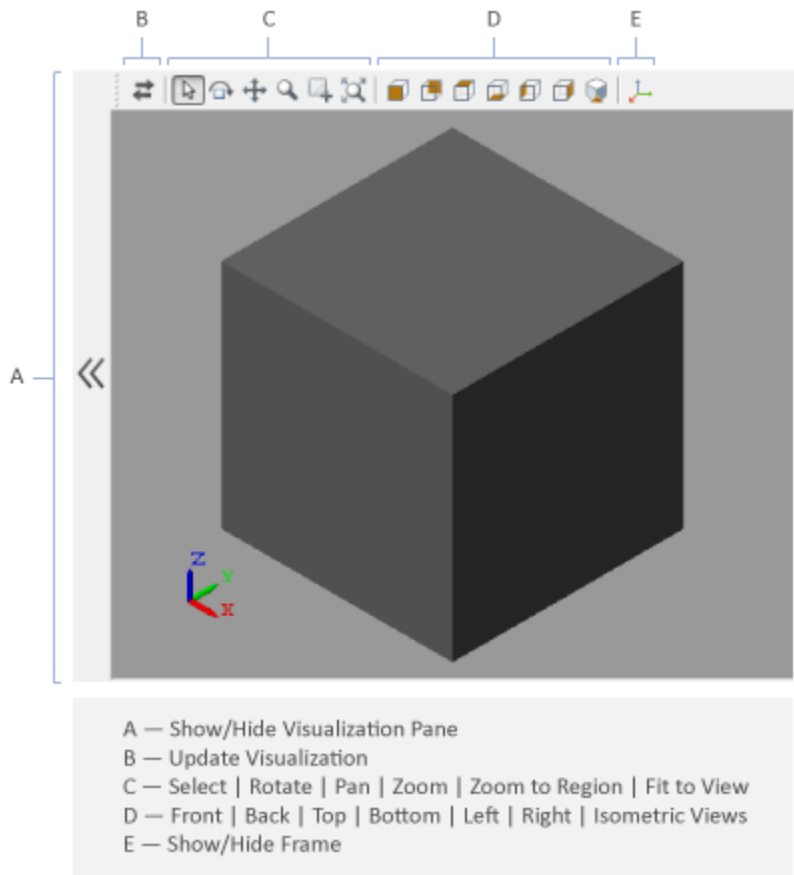 B C D E
A
Z
Y
X
A — Show/Hide Visualization Pane
B — Update Visualization
C — Select | Rotate | Pan | Zoom | Zoom to Region | Fit to View
D — Front | Back | Top | Bottom | Left | Right | Isometric Views
E — Show/Hide Frame